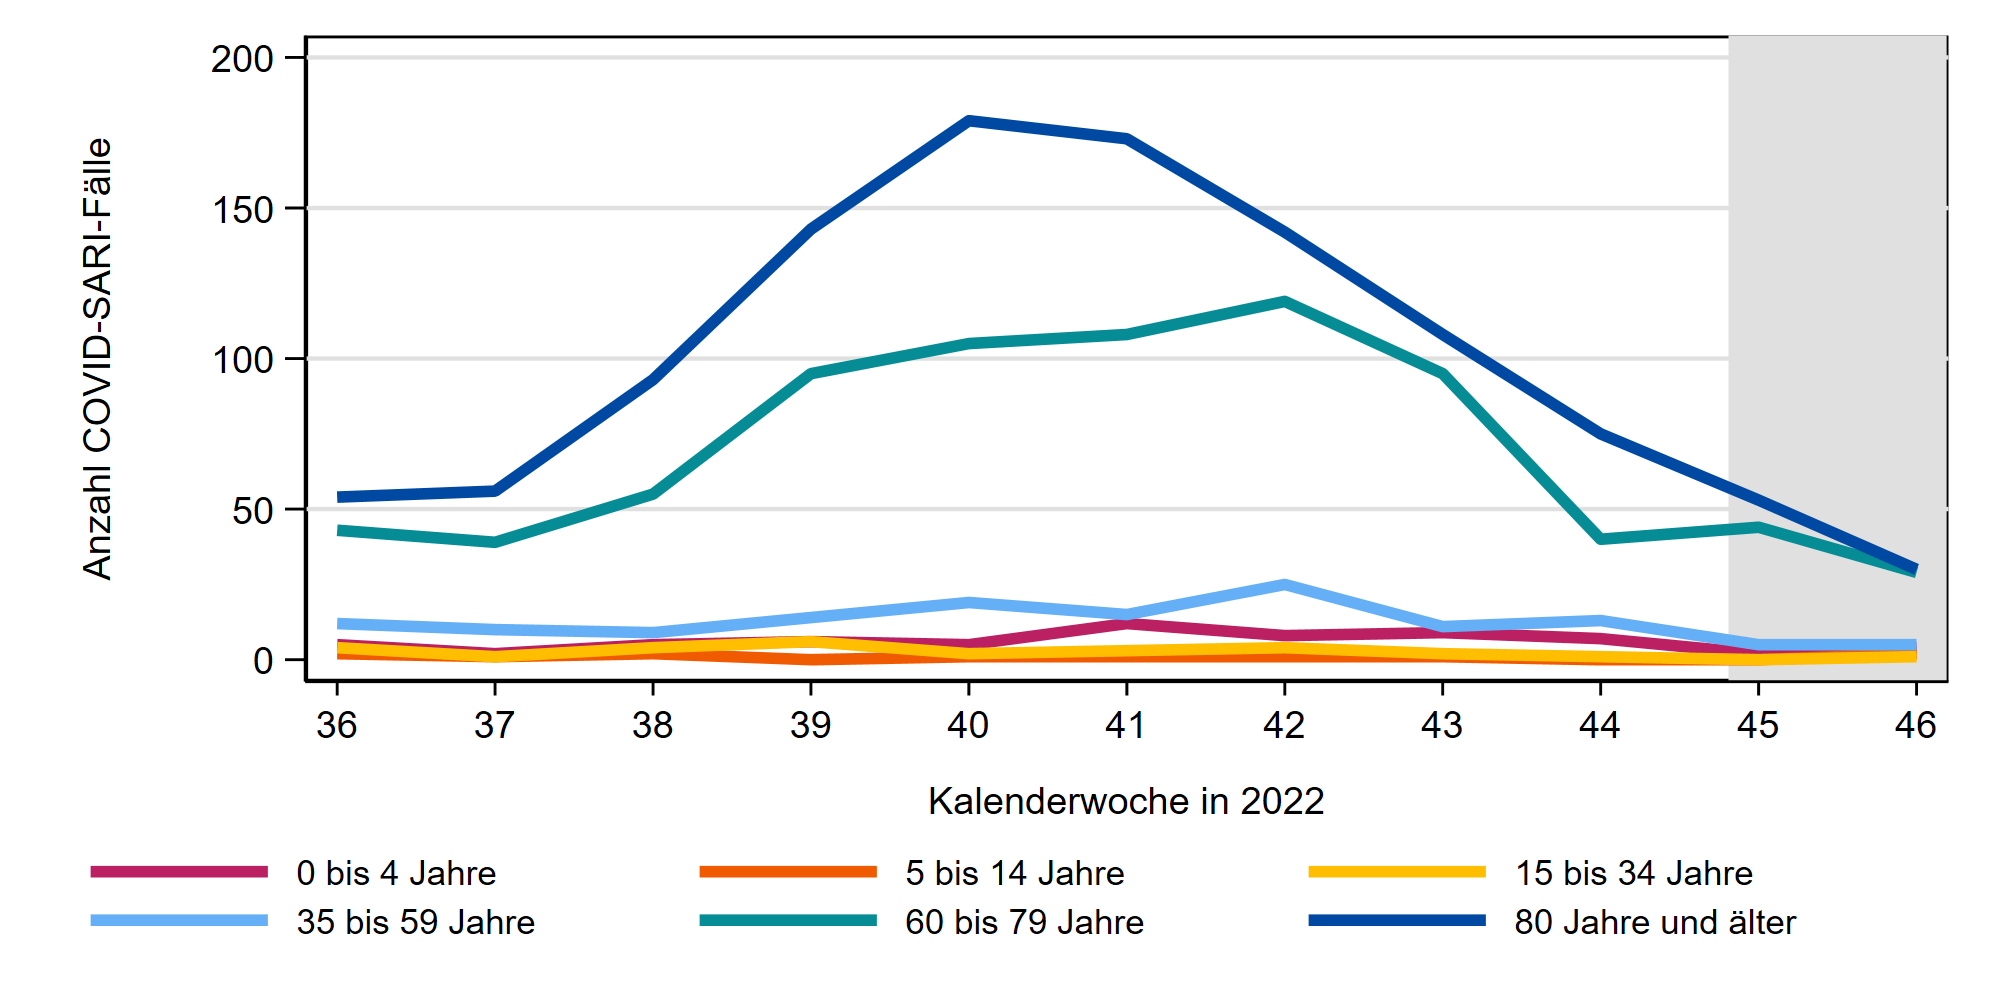 200
150
100
50
0
Anzahl COVID-SARI-Fälle
36 37 38 39 40 41 42 43 44 45 46
Kalenderwoche in 2022
0 bis 4 Jahre 5 bis 14 Jahre 15 bis 34 Jahre
35 bis 59 Jahre 60 bis 79 Jahre 80 Jahre und älter